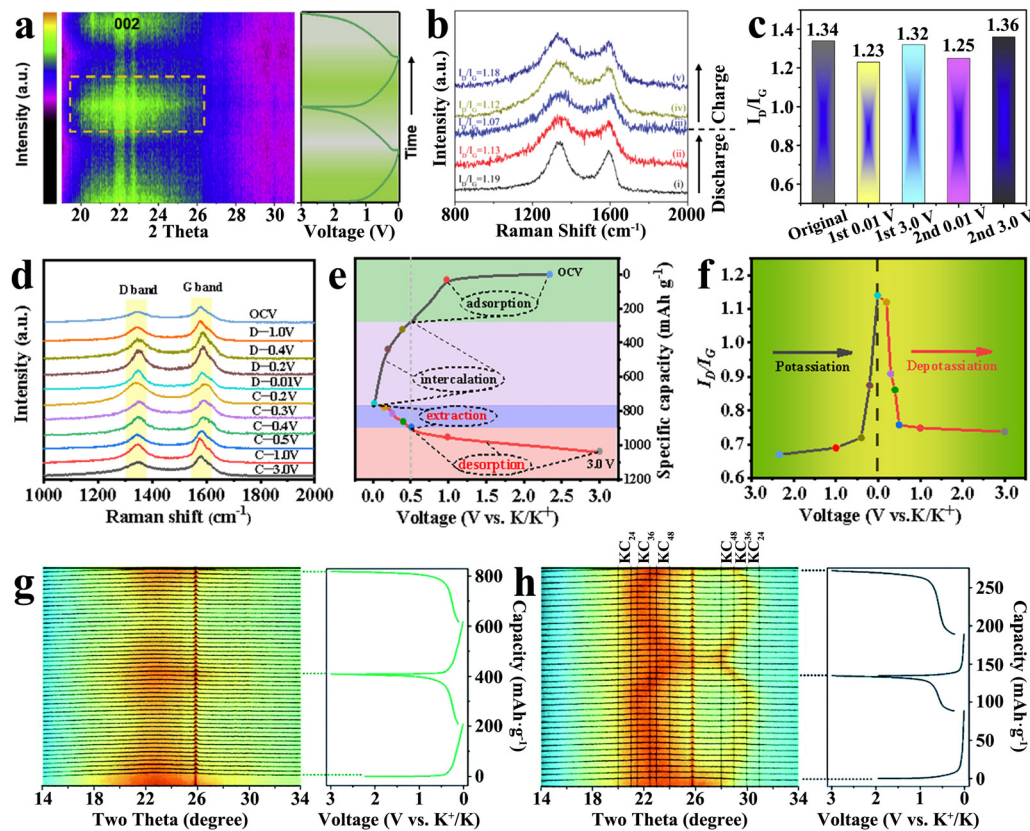 a
Intensity (a.u.)
002
20 22 24 26 28 30
2 Theta
Time
3 2 1 0
Voltage (V)
b
Intensity (a.u.)
I_D/I_G=1.18
(v)
I_D/I_G=1.12
(iv)
I_D/I_G=1.07
(iii)
I_D/I_G=1.13
(ii)
I_D/I_G=1.19
(i)
Discharge
Charge
800 1200 1600 2000
Raman Shift (cm⁻¹)
c
I_D/I_G
1.4
1.2
1.0
0.8
0.6
1.34
1.23
1.32
1.25
1.36
Original
1st 0.01 V
1st 3.0 V
2nd 0.01 V
2nd 3.0 V
d
Intensity (a.u.)
D band
G band
OCV
D—1.0V
D—0.4V
D—0.2V
D—0.01V
C—0.2V
C—0.3V
C—0.4V
C—0.5V
C—1.0V
C—3.0V
1000 1200 1400 1600 1800 2000
Raman shift (cm⁻¹)
e
OCV
adsorption
intercalation
extraction
desorption
3.0 V
0
200
400
600
800
1000
1200
Specific capacity (mAh g⁻¹)
0.0 0.5 1.0 1.5 2.0 2.5 3.0
Voltage (V vs. K/K⁺)
f
I_D/I_G
1.2
1.1
1.0
0.9
0.8
0.7
0.6
Potassiation
Depotassiation
3.0 2.0 1.0 0.0 1.0 2.0 3.0
Voltage (V vs.K/K⁺)
g
14 18 22 26 30 34
Two Theta (degree)
3 2 1 0
Voltage (V vs. K⁺/K)
800
600
400
200
0
Capacity (mAh·g⁻¹)
h
KC₂₄
KC₃₆
KC₄₈
KC₄₈
KC₃₆
KC₂₄
14 18 22 26 30 34
Two Theta (degree)
3 2 1 0
Voltage (V vs. K⁺/K)
250
200
150
100
50
0
Capacity (mAh·g⁻¹)